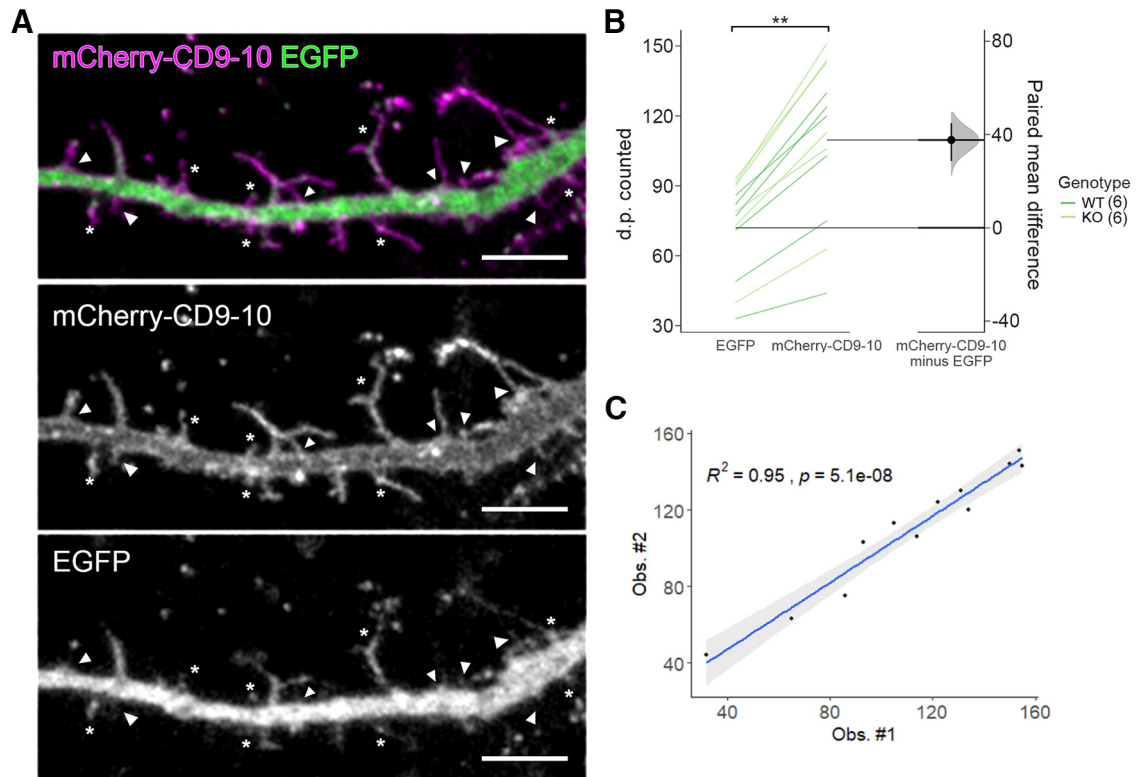 A
mCherry-CD9-10 EGFP
*
*
*
*
*
*
*
*
mCherry-CD9-10
*
*
*
*
*
*
EGFP
*
*
*
*
*
*
*
*
B
**
d.p. counted
150
120
90
60
30
EGFP
mCherry-CD9-10
mCherry-CD9-10
minus EGFP
80
40
0
-40
Paired mean difference
Genotype
WT (6)
KO (6)
C
R² = 0.95 , p = 5.1e-08
Obs. #2
160
120
80
40
40
80
120
160
Obs. #1